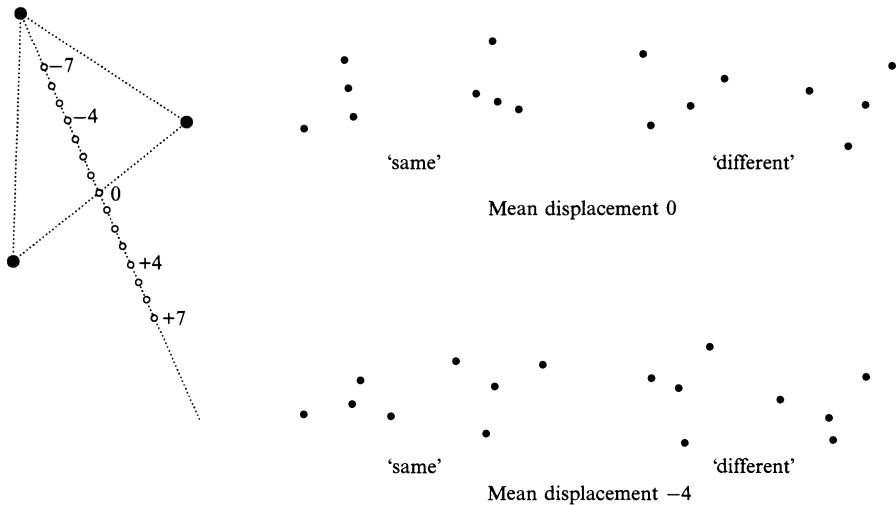 −7
−4
0
+4
+7
‘same’ ‘different’
Mean displacement 0
‘same’ ‘different’
Mean displacement −4